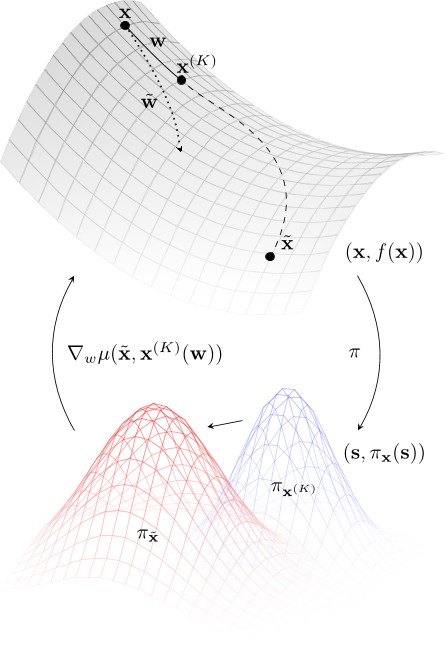 x
w
x^(K)
w̃
x̃
(x, f(x))
∇_w μ(x̃, x^(K)(w))
π
(s, π_x(s))
π_x^(K)
π_x̃